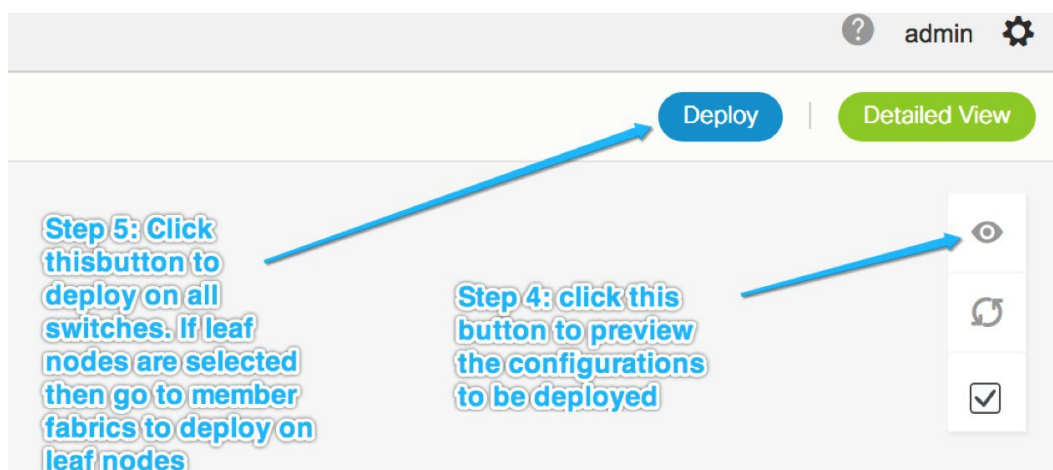 admin
Deploy
Detailed View
Step 5: Click
thisbutton to
deploy on all
switches. If leaf
nodes are selected
then go to member
fabrics to deploy on
leaf nodes
Step 4: click this
button to preview
the configurations
to be deployed